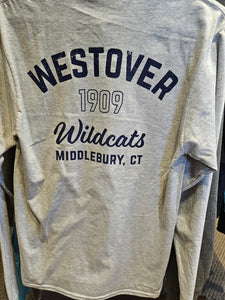 WESTOVER
1909
Wildcats
MIDDLEBURY, CT